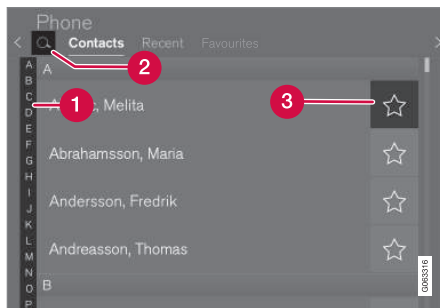 Phone
Contacts Recent Favourites
2
A
A
B
C
D
E
F
G
H
I
J
K
L
M
N
O
P
1
Melita
3
Abrahamsson, Maria
Andersson, Fredrik
Andreasson, Thomas
B
G063316